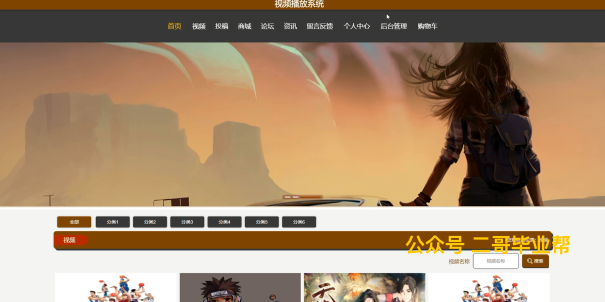 视频播放系统
首页 视频 投稿 商城 论坛 资讯 留言反馈 个人中心 后台管理 购物车
全部 分类1 分类2 分类3 分类4 分类5 分类6
视频
公众号 二哥毕业帮
视频名称 视频名称 搜索
天